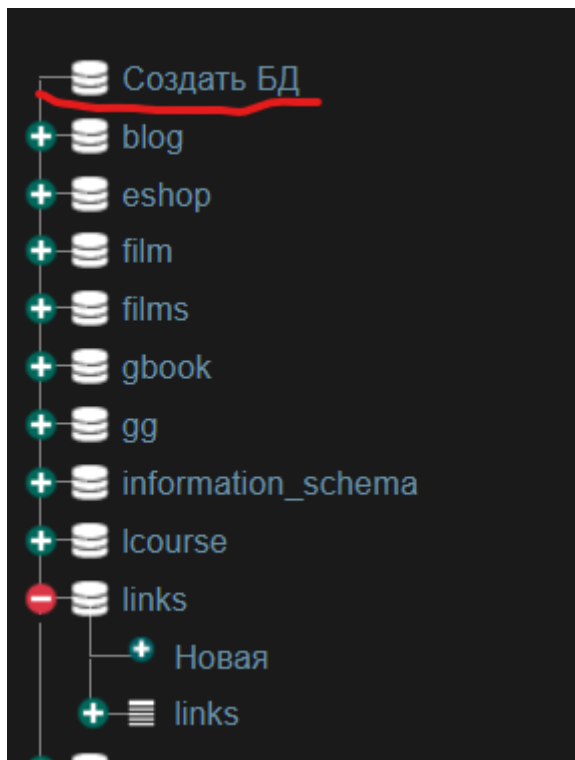 Создать БД
blog
eshop
film
films
gbook
gg
information_schema
lcourse
links
Новая
links